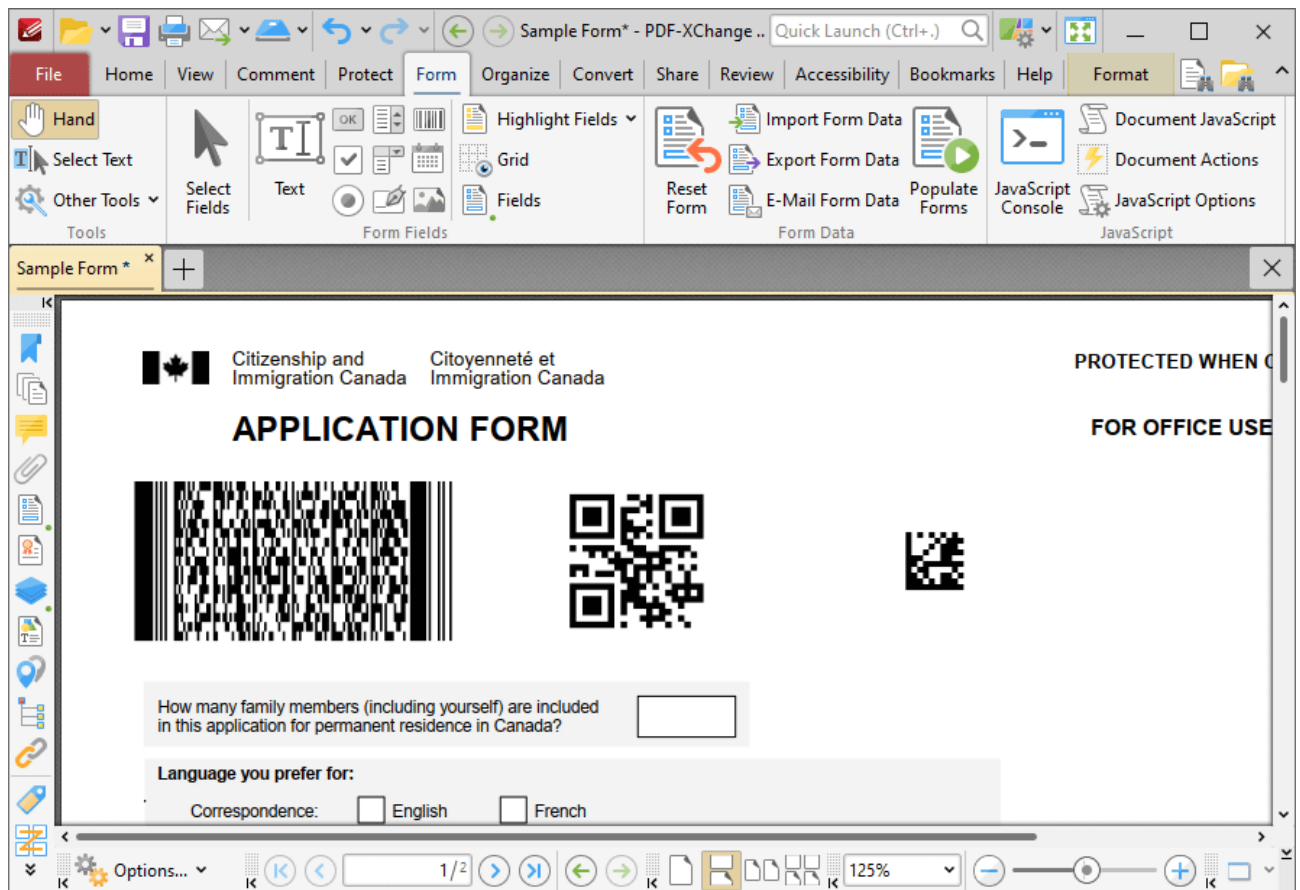 Sample Form* - PDF-XChange .. Quick Launch (Ctrl+.)
File Home View Comment Protect Form Organize Convert Share Review Accessibility Bookmarks Help Format
Hand
Select Text
Other Tools
Tools
Select Fields
Text
OK
Highlight Fields
Grid
Fields
Form Fields
Reset Form
Import Form Data
Export Form Data
E-Mail Form Data
Populate Forms
Form Data
JavaScript Console
Document JavaScript
Document Actions
JavaScript Options
JavaScript
Sample Form *
Citizenship and
Immigration Canada
Citoyenneté et
Immigration Canada
PROTECTED WHEN
APPLICATION FORM
FOR OFFICE USE
How many family members (including yourself) are included
in this application for permanent residence in Canada?
Language you prefer for:
Correspondence: English French
Options... 1/2 125%